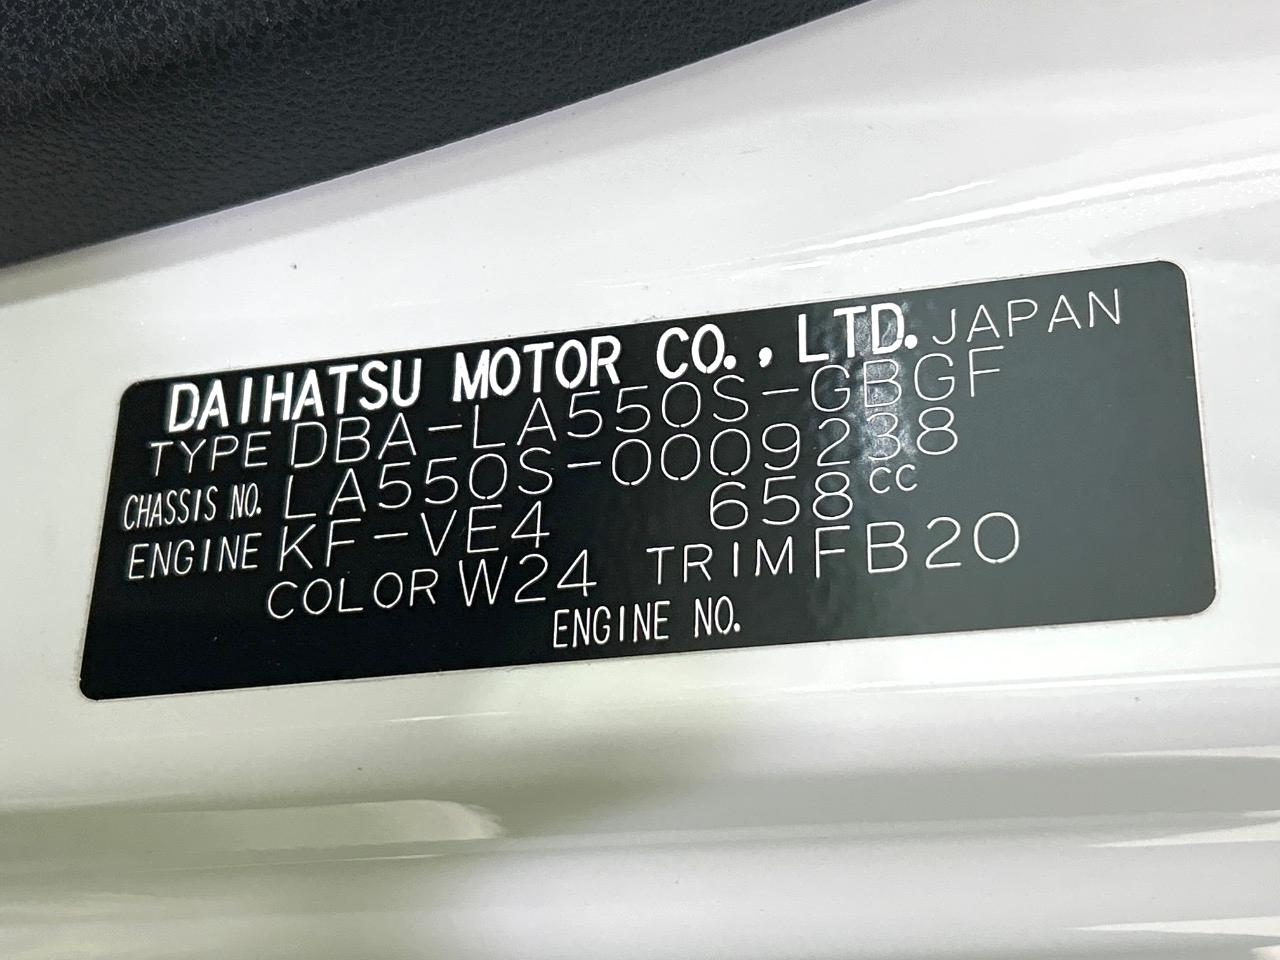 DAIHATSU MOTOR CO., LTD. JAPAN
TYPE DBA-LA550S-GBGF
CHASSIS NO. LA550S-0009238
ENGINE KF-VE4 658cc
COLOR W24 TRIM FB20
ENGINE NO.